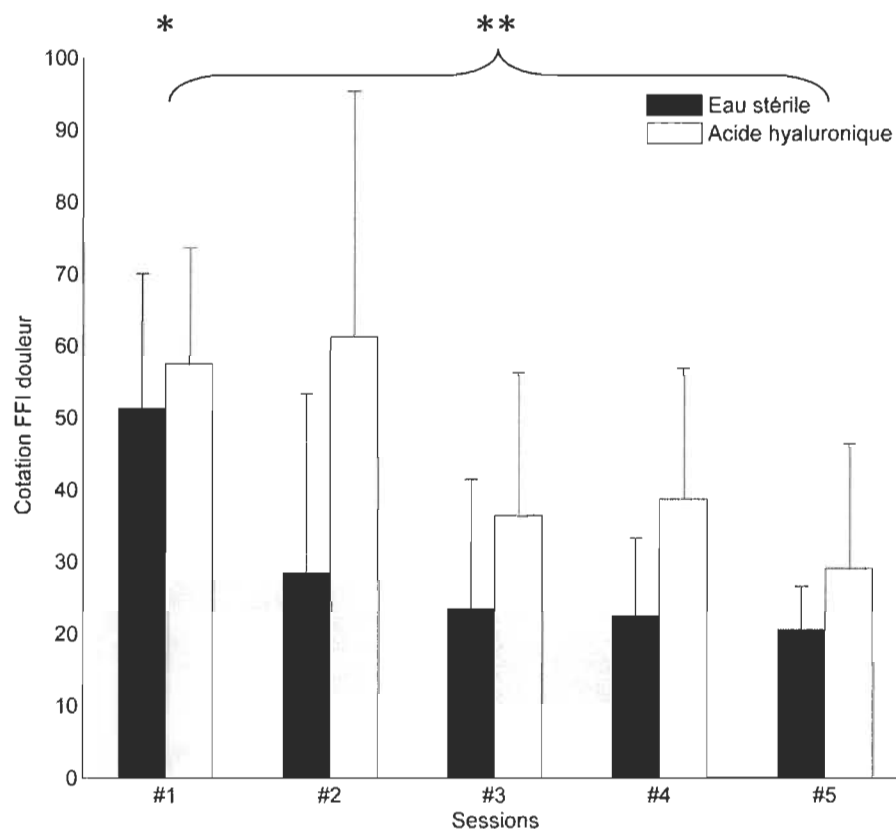 * **
100
90
80
70
60
50
40
30
20
10
0
Cotation FFI douleur
Eau stérile
Acide hyaluronique
#1 #2 #3 #4 #5
Sessions